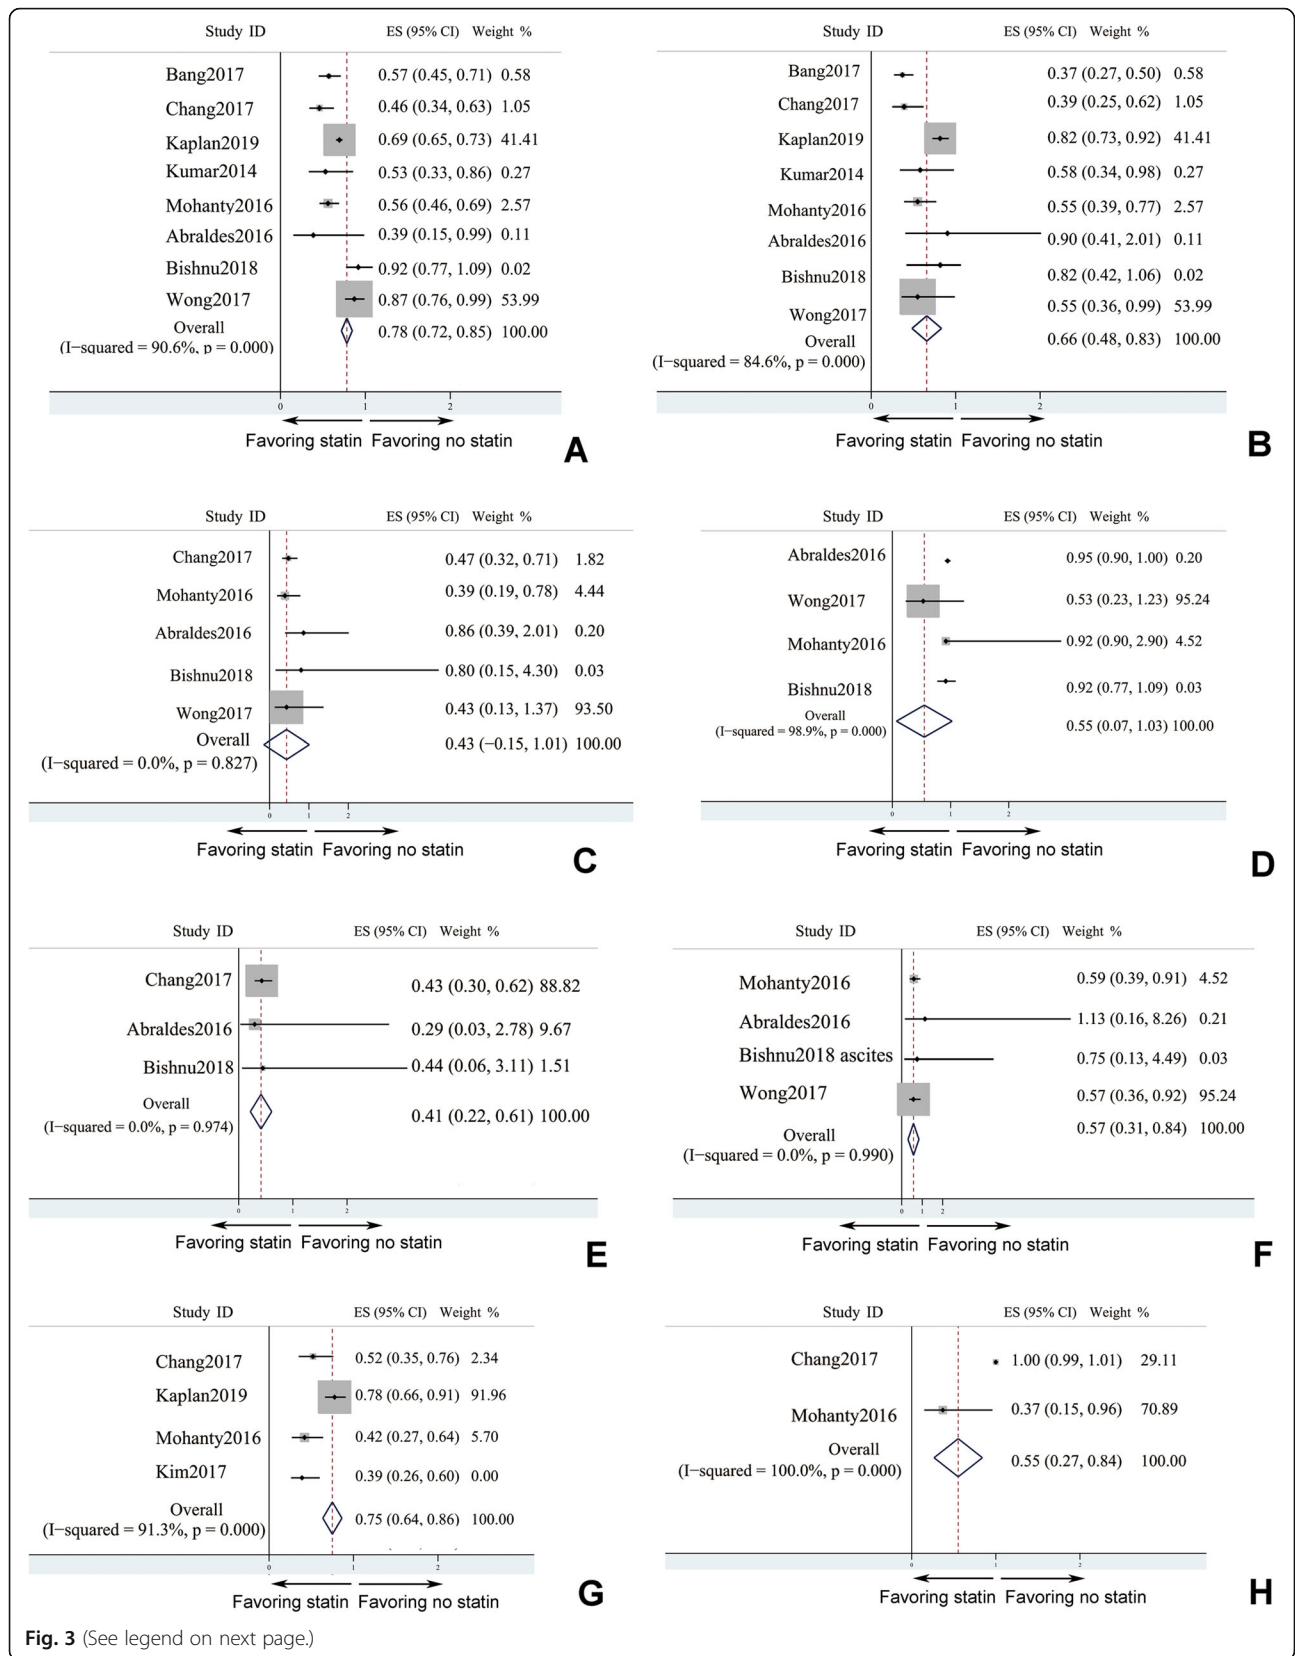 Study ID ES (95% CI) Weight %
Bang2017 0.57 (0.45, 0.71) 0.58
Chang2017 0.46 (0.34, 0.63) 1.05
Kaplan2019 0.69 (0.65, 0.73) 41.41
Kumar2014 0.53 (0.33, 0.86) 0.27
Mohanty2016 0.56 (0.46, 0.69) 2.57
Abraldes2016 0.39 (0.15, 0.99) 0.11
Bishnu2018 0.92 (0.77, 1.09) 0.02
Wong2017 0.87 (0.76, 0.99) 53.99
Overall 0.78 (0.72, 0.85) 100.00
(I−squared = 90.6%, p = 0.000)
0 1 2
Favoring statin Favoring no statin
A
Study ID ES (95% CI) Weight %
Bang2017 0.37 (0.27, 0.50) 0.58
Chang2017 0.39 (0.25, 0.62) 1.05
Kaplan2019 0.82 (0.73, 0.92) 41.41
Kumar2014 0.58 (0.34, 0.98) 0.27
Mohanty2016 0.55 (0.39, 0.77) 2.57
Abraldes2016 0.90 (0.41, 2.01) 0.11
Bishnu2018 0.82 (0.42, 1.06) 0.02
Wong2017 0.55 (0.36, 0.99) 53.99
Overall 0.66 (0.48, 0.83) 100.00
(I−squared = 84.6%, p = 0.000)
0 1 2
Favoring statin Favoring no statin
B
Study ID ES (95% CI) Weight %
Chang2017 0.47 (0.32, 0.71) 1.82
Mohanty2016 0.39 (0.19, 0.78) 4.44
Abraldes2016 0.86 (0.39, 2.01) 0.20
Bishnu2018 0.80 (0.15, 4.30) 0.03
Wong2017 0.43 (0.13, 1.37) 93.50
Overall 0.43 (−0.15, 1.01) 100.00
(I−squared = 0.0%, p = 0.827)
0 1 2
Favoring statin Favoring no statin
C
Study ID ES (95% CI) Weight %
Abraldes2016 0.95 (0.90, 1.00) 0.20
Wong2017 0.53 (0.23, 1.23) 95.24
Mohanty2016 0.92 (0.90, 2.90) 4.52
Bishnu2018 0.92 (0.77, 1.09) 0.03
Overall 0.55 (0.07, 1.03) 100.00
(I−squared = 98.9%, p = 0.000)
0 1 2
Favoring statin Favoring no statin
D
Study ID ES (95% CI) Weight %
Chang2017 0.43 (0.30, 0.62) 88.82
Abraldes2016 0.29 (0.03, 2.78) 9.67
Bishnu2018 0.44 (0.06, 3.11) 1.51
Overall 0.41 (0.22, 0.61) 100.00
(I−squared = 0.0%, p = 0.974)
0 1 2
Favoring statin Favoring no statin
E
Study ID ES (95% CI) Weight %
Mohanty2016 0.59 (0.39, 0.91) 4.52
Abraldes2016 1.13 (0.16, 8.26) 0.21
Bishnu2018 ascites 0.75 (0.13, 4.49) 0.03
Wong2017 0.57 (0.36, 0.92) 95.24
Overall 0.57 (0.31, 0.84) 100.00
(I−squared = 0.0%, p = 0.990)
0 1 2
Favoring statin Favoring no statin
F
Study ID ES (95% CI) Weight %
Chang2017 0.52 (0.35, 0.76) 2.34
Kaplan2019 0.78 (0.66, 0.91) 91.96
Mohanty2016 0.42 (0.27, 0.64) 5.70
Kim2017 0.39 (0.26, 0.60) 0.00
Overall 0.75 (0.64, 0.86) 100.00
(I−squared = 91.3%, p = 0.000)
0 1 2
Favoring statin Favoring no statin
G
Study ID ES (95% CI) Weight %
Chang2017 1.00 (0.99, 1.01) 29.11
Mohanty2016 0.37 (0.15, 0.96) 70.89
Overall 0.55 (0.27, 0.84) 100.00
(I−squared = 100.0%, p = 0.000)
0 1 2
Favoring statin Favoring no statin
H
Fig. 3 (See legend on next page.)